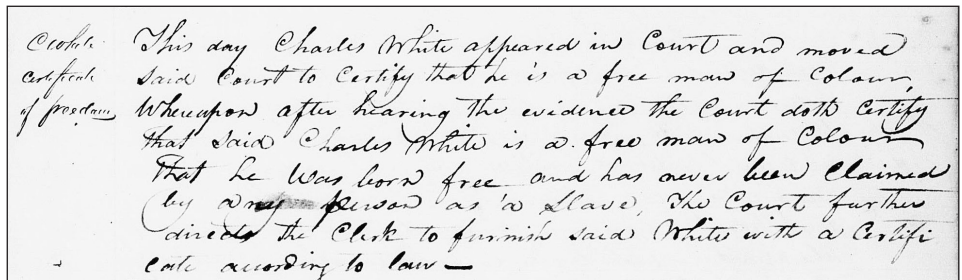 C White
certificate
of freedom
This day Charles White appeared in Court and moved
said Court to Certify that he is a free man of Colour,
Whereupon after hearing the evidence the Court doth Certify
that said Charles White is a free man of Colour
That he was born free and has never been Claimed
by any person as a Slave, The Court further
directs the Clerk to furnish said White with a Certifi
cate according to law —